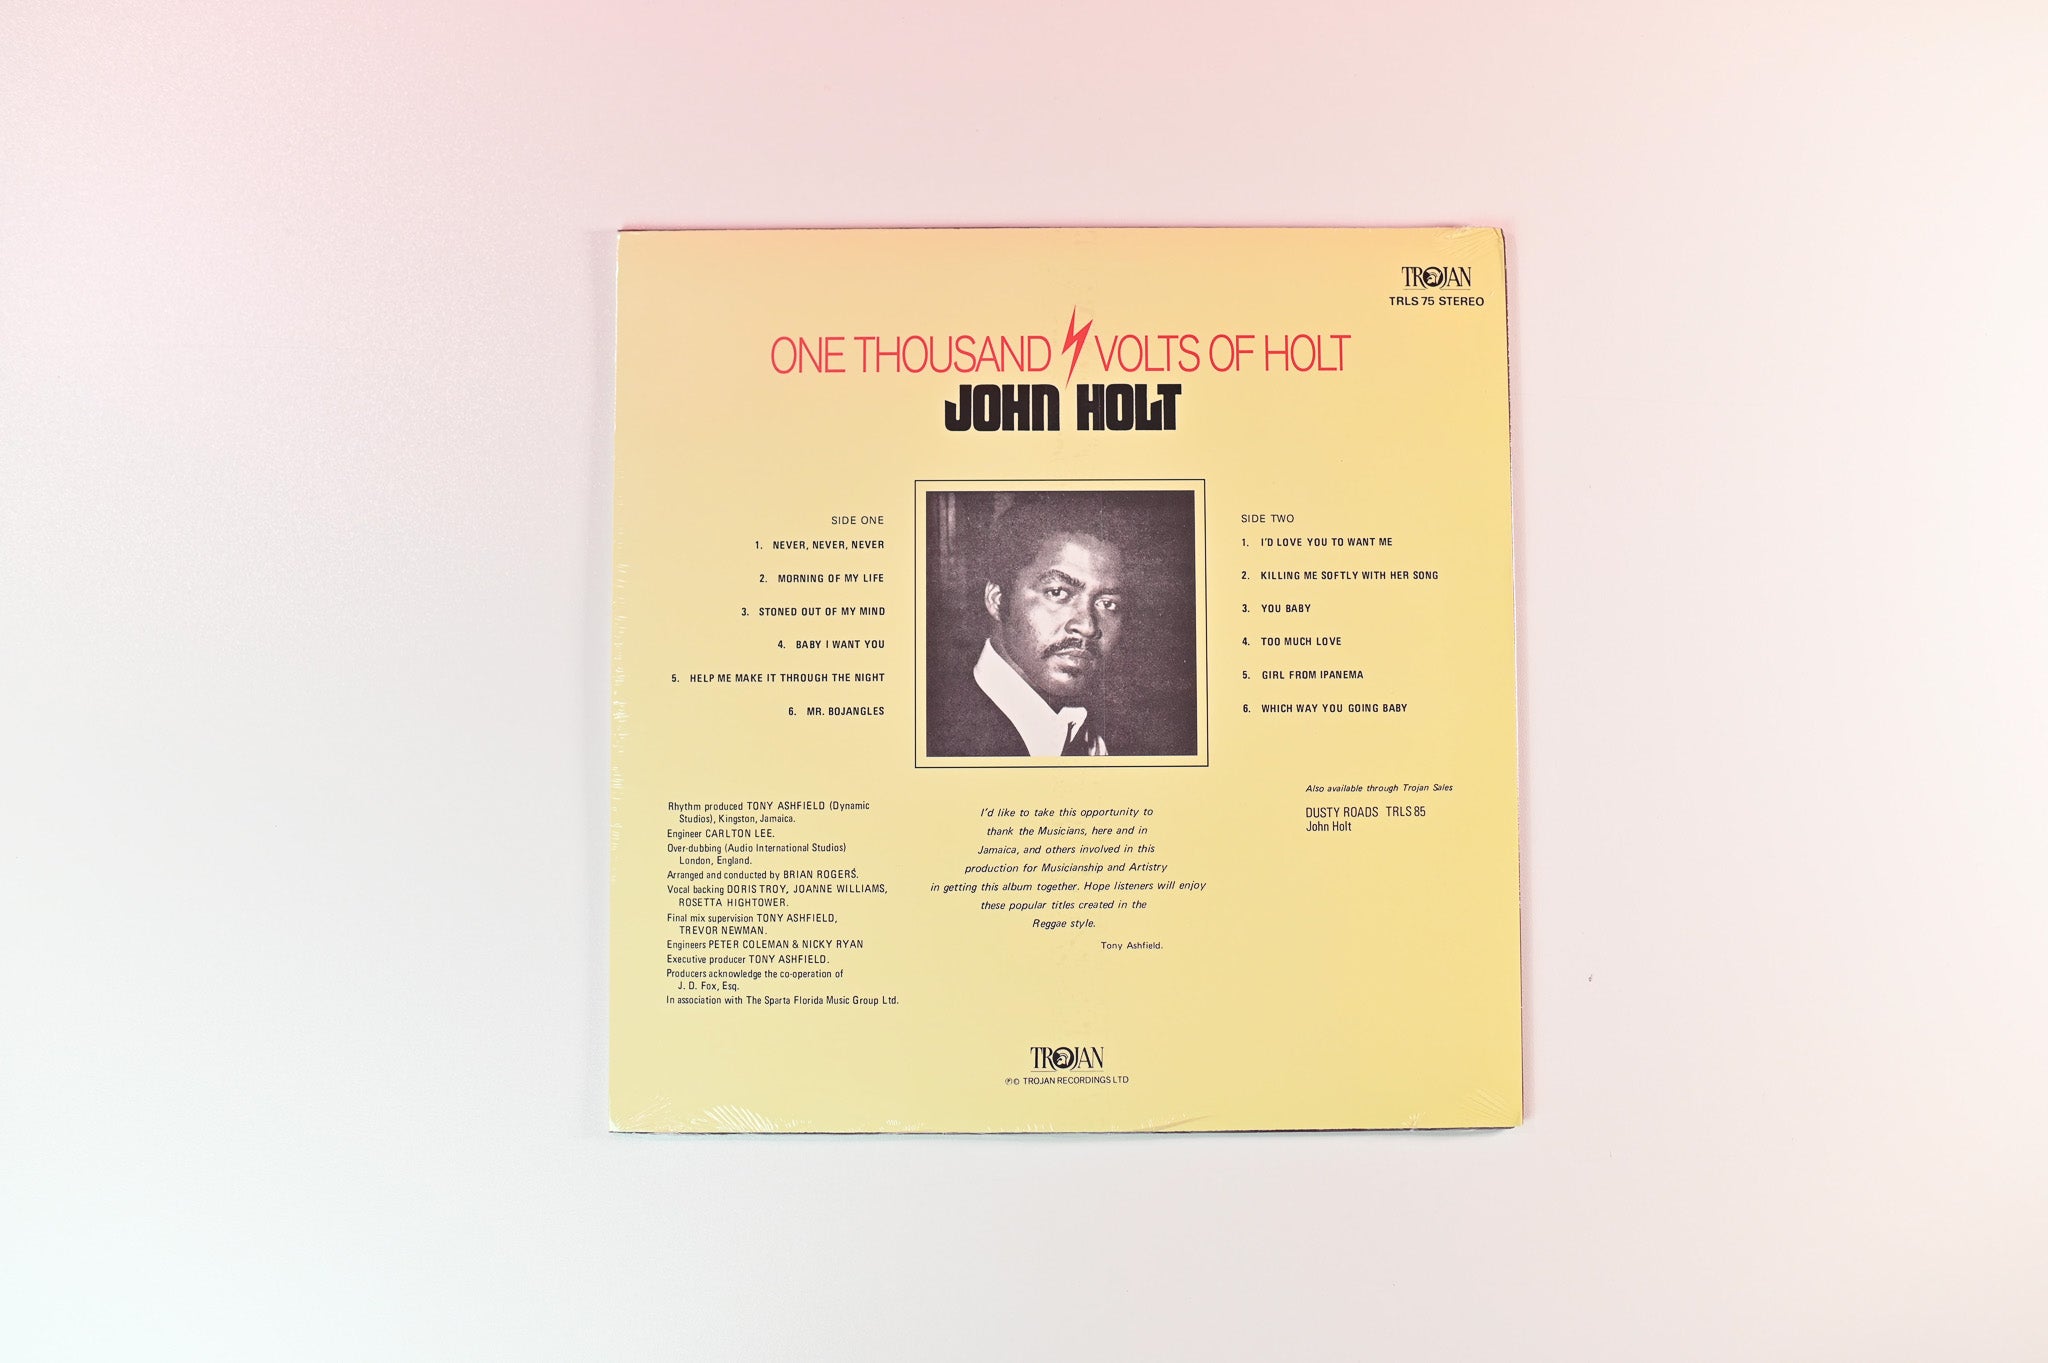 TROJAN
TRLS 75 STEREO
ONE THOUSAND VOLTS OF HOLT
JOHN HOLT
SIDE ONE
1. NEVER, NEVER, NEVER
2. MORNING OF MY LIFE
3. STONED OUT OF MY MIND
4. BABY I WANT YOU
5. HELP ME MAKE IT THROUGH THE NIGHT
6. MR. BOJANGLES
SIDE TWO
1. I'D LOVE YOU TO WANT ME
2. KILLING ME SOFTLY WITH HER SONG
3. YOU BABY
4. TOO MUCH LOVE
5. GIRL FROM IPANEMA
6. WHICH WAY YOU GOING BABY
Rhythm produced TONY ASHFIELD (Dynamic
Studios), Kingston, Jamaica.
Engineer CARLTON LEE.
Over-dubbing (Audio International Studios)
London, England.
Arranged and conducted by BRIAN ROGERS.
Vocal backing DORIS TROY, JOANNE WILLIAMS,
ROSETTA HIGHTOWER.
Final mix supervision TONY ASHFIELD,
TREVOR NEWMAN.
Engineers PETER COLEMAN & NICKY RYAN
Executive producer TONY ASHFIELD.
Producers acknowledge the co-operation of
J. D. Fox, Esq.
In association with The Sparta Florida Music Group Ltd.
I'd like to take this opportunity to
thank the Musicians, here and in
Jamaica, and others involved in this
production for Musicianship and Artistry
in getting this album together. Hope listeners will enjoy
these popular titles created in the
Reggae style.
Tony Ashfield.
Also available through Trojan Sales
DUSTY ROADS TRLS 85
John Holt
TROJAN
℗© TROJAN RECORDINGS LTD